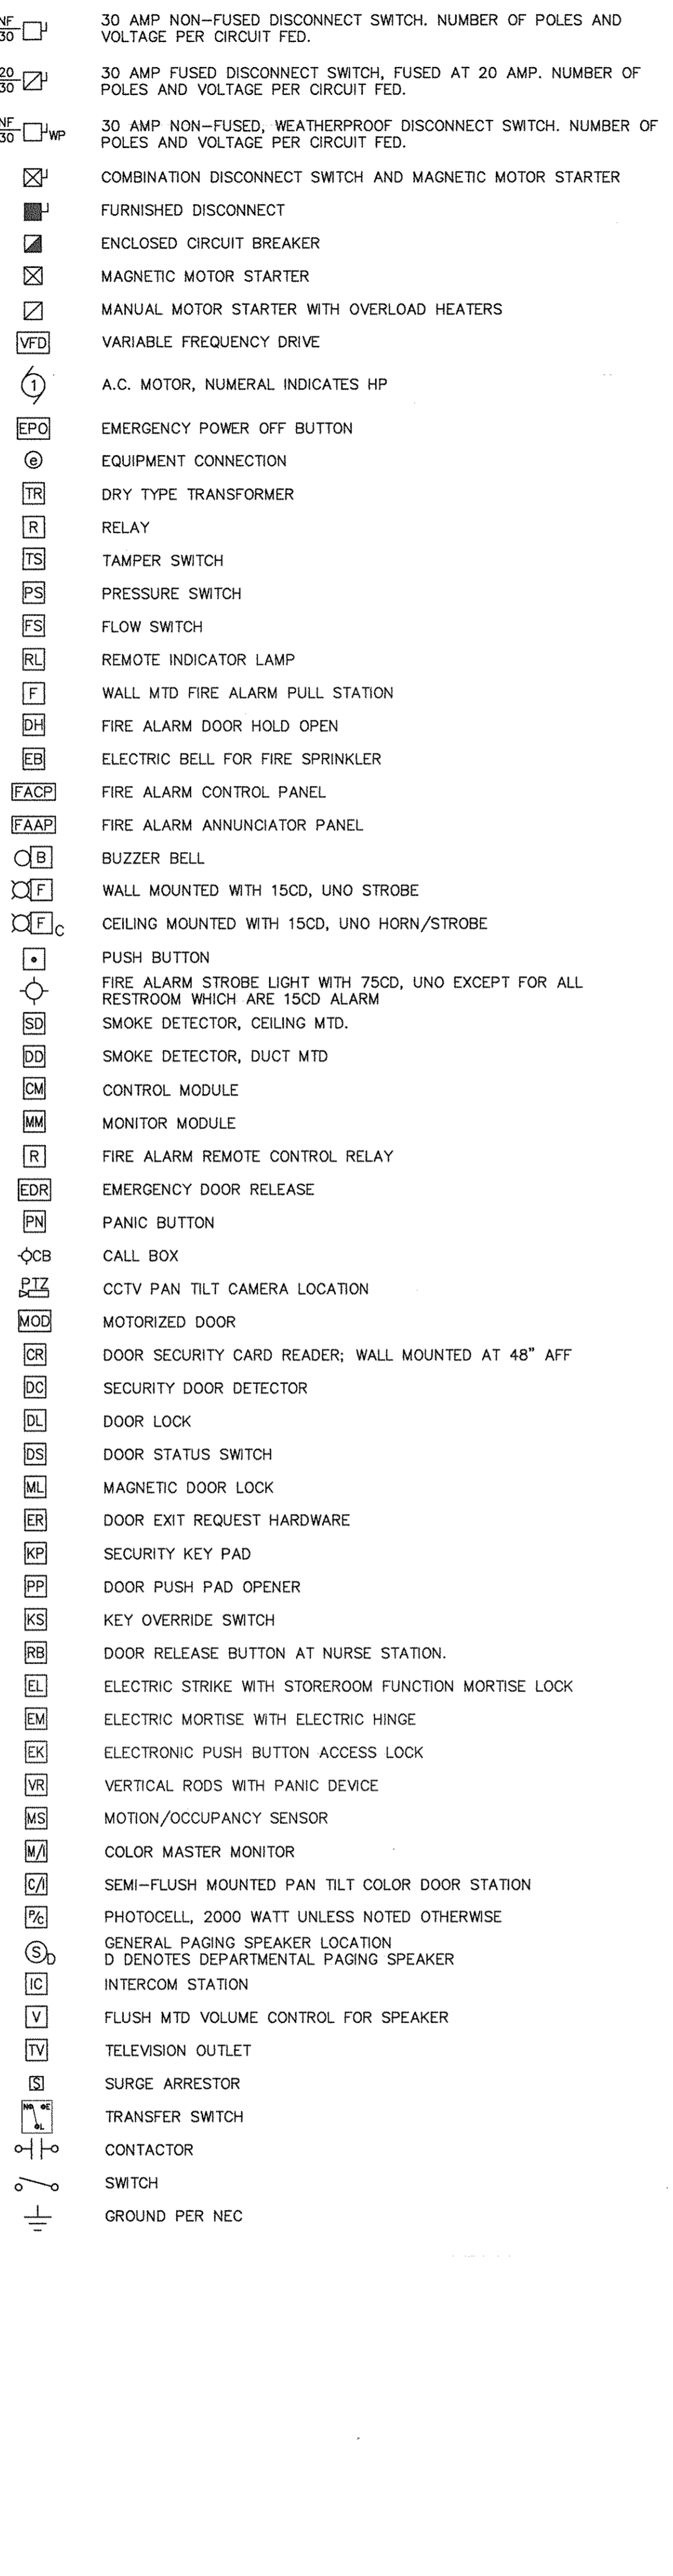 NF 30 AMP NON-FUSED DISCONNECT SWITCH. NUMBER OF POLES AND
30 VOLTAGE PER CIRCUIT FED.
20 30 AMP FUSED DISCONNECT SWITCH, FUSED AT 20 AMP. NUMBER OF
30 POLES AND VOLTAGE PER CIRCUIT FED.
NF 30 AMP NON-FUSED, WEATHERPROOF DISCONNECT SWITCH. NUMBER OF
30 WP POLES AND VOLTAGE PER CIRCUIT FED.
COMBINATION DISCONNECT SWITCH AND MAGNETIC MOTOR STARTER
FURNISHED DISCONNECT
ENCLOSED CIRCUIT BREAKER
MAGNETIC MOTOR STARTER
MANUAL MOTOR STARTER WITH OVERLOAD HEATERS
VFD VARIABLE FREQUENCY DRIVE
1 A.C. MOTOR, NUMERAL INDICATES HP
EPO EMERGENCY POWER OFF BUTTON
e EQUIPMENT CONNECTION
TR DRY TYPE TRANSFORMER
R RELAY
TS TAMPER SWITCH
PS PRESSURE SWITCH
FS FLOW SWITCH
RL REMOTE INDICATOR LAMP
F WALL MTD FIRE ALARM PULL STATION
DH FIRE ALARM DOOR HOLD OPEN
EB ELECTRIC BELL FOR FIRE SPRINKLER
FACP FIRE ALARM CONTROL PANEL
FAAP FIRE ALARM ANNUNCIATOR PANEL
B BUZZER BELL
F WALL MOUNTED WITH 15CD, UNO STROBE
F C CEILING MOUNTED WITH 15CD, UNO HORN/STROBE
PUSH BUTTON
FIRE ALARM STROBE LIGHT WITH 75CD, UNO EXCEPT FOR ALL
RESTROOM WHICH ARE 15CD ALARM
SD SMOKE DETECTOR, CEILING MTD.
DD SMOKE DETECTOR, DUCT MTD
CM CONTROL MODULE
MM MONITOR MODULE
R FIRE ALARM REMOTE CONTROL RELAY
EDR EMERGENCY DOOR RELEASE
PN PANIC BUTTON
CB CALL BOX
PTZ CCTV PAN TILT CAMERA LOCATION
MOD MOTORIZED DOOR
CR DOOR SECURITY CARD READER; WALL MOUNTED AT 48" AFF
DC SECURITY DOOR DETECTOR
DL DOOR LOCK
DS DOOR STATUS SWITCH
ML MAGNETIC DOOR LOCK
ER DOOR EXIT REQUEST HARDWARE
KP SECURITY KEY PAD
PP DOOR PUSH PAD OPENER
KS KEY OVERRIDE SWITCH
RB DOOR RELEASE BUTTON AT NURSE STATION.
EL ELECTRIC STRIKE WITH STOREROOM FUNCTION MORTISE LOCK
EM ELECTRIC MORTISE WITH ELECTRIC HINGE
EK ELECTRONIC PUSH BUTTON ACCESS LOCK
VR VERTICAL RODS WITH PANIC DEVICE
MS MOTION/OCCUPANCY SENSOR
M/I COLOR MASTER MONITOR
C/I SEMI-FLUSH MOUNTED PAN TILT COLOR DOOR STATION
P/C PHOTOCELL, 2000 WATT UNLESS NOTED OTHERWISE
GENERAL PAGING SPEAKER LOCATION
S D D DENOTES DEPARTMENTAL PAGING SPEAKER
IC INTERCOM STATION
V FLUSH MTD VOLUME CONTROL FOR SPEAKER
TV TELEVISION OUTLET
S SURGE ARRESTOR
N E
L TRANSFER SWITCH
CONTACTOR
SWITCH
GROUND PER NEC